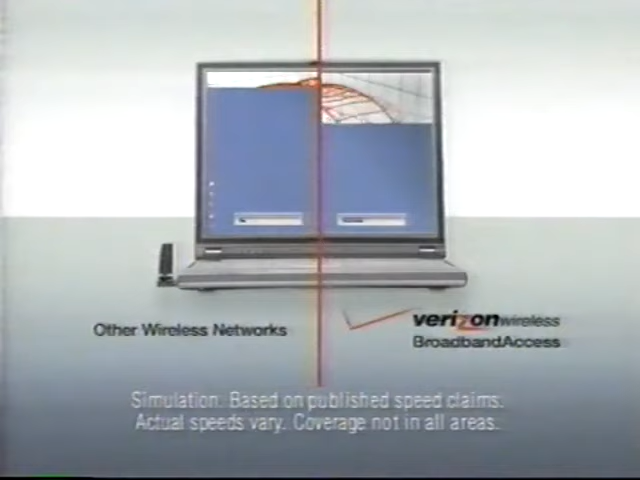 Other Wireless Networks
verizonwireless
BroadbandAccess
Simulation. Based on published speed claims.
Actual speeds vary. Coverage not in all areas.